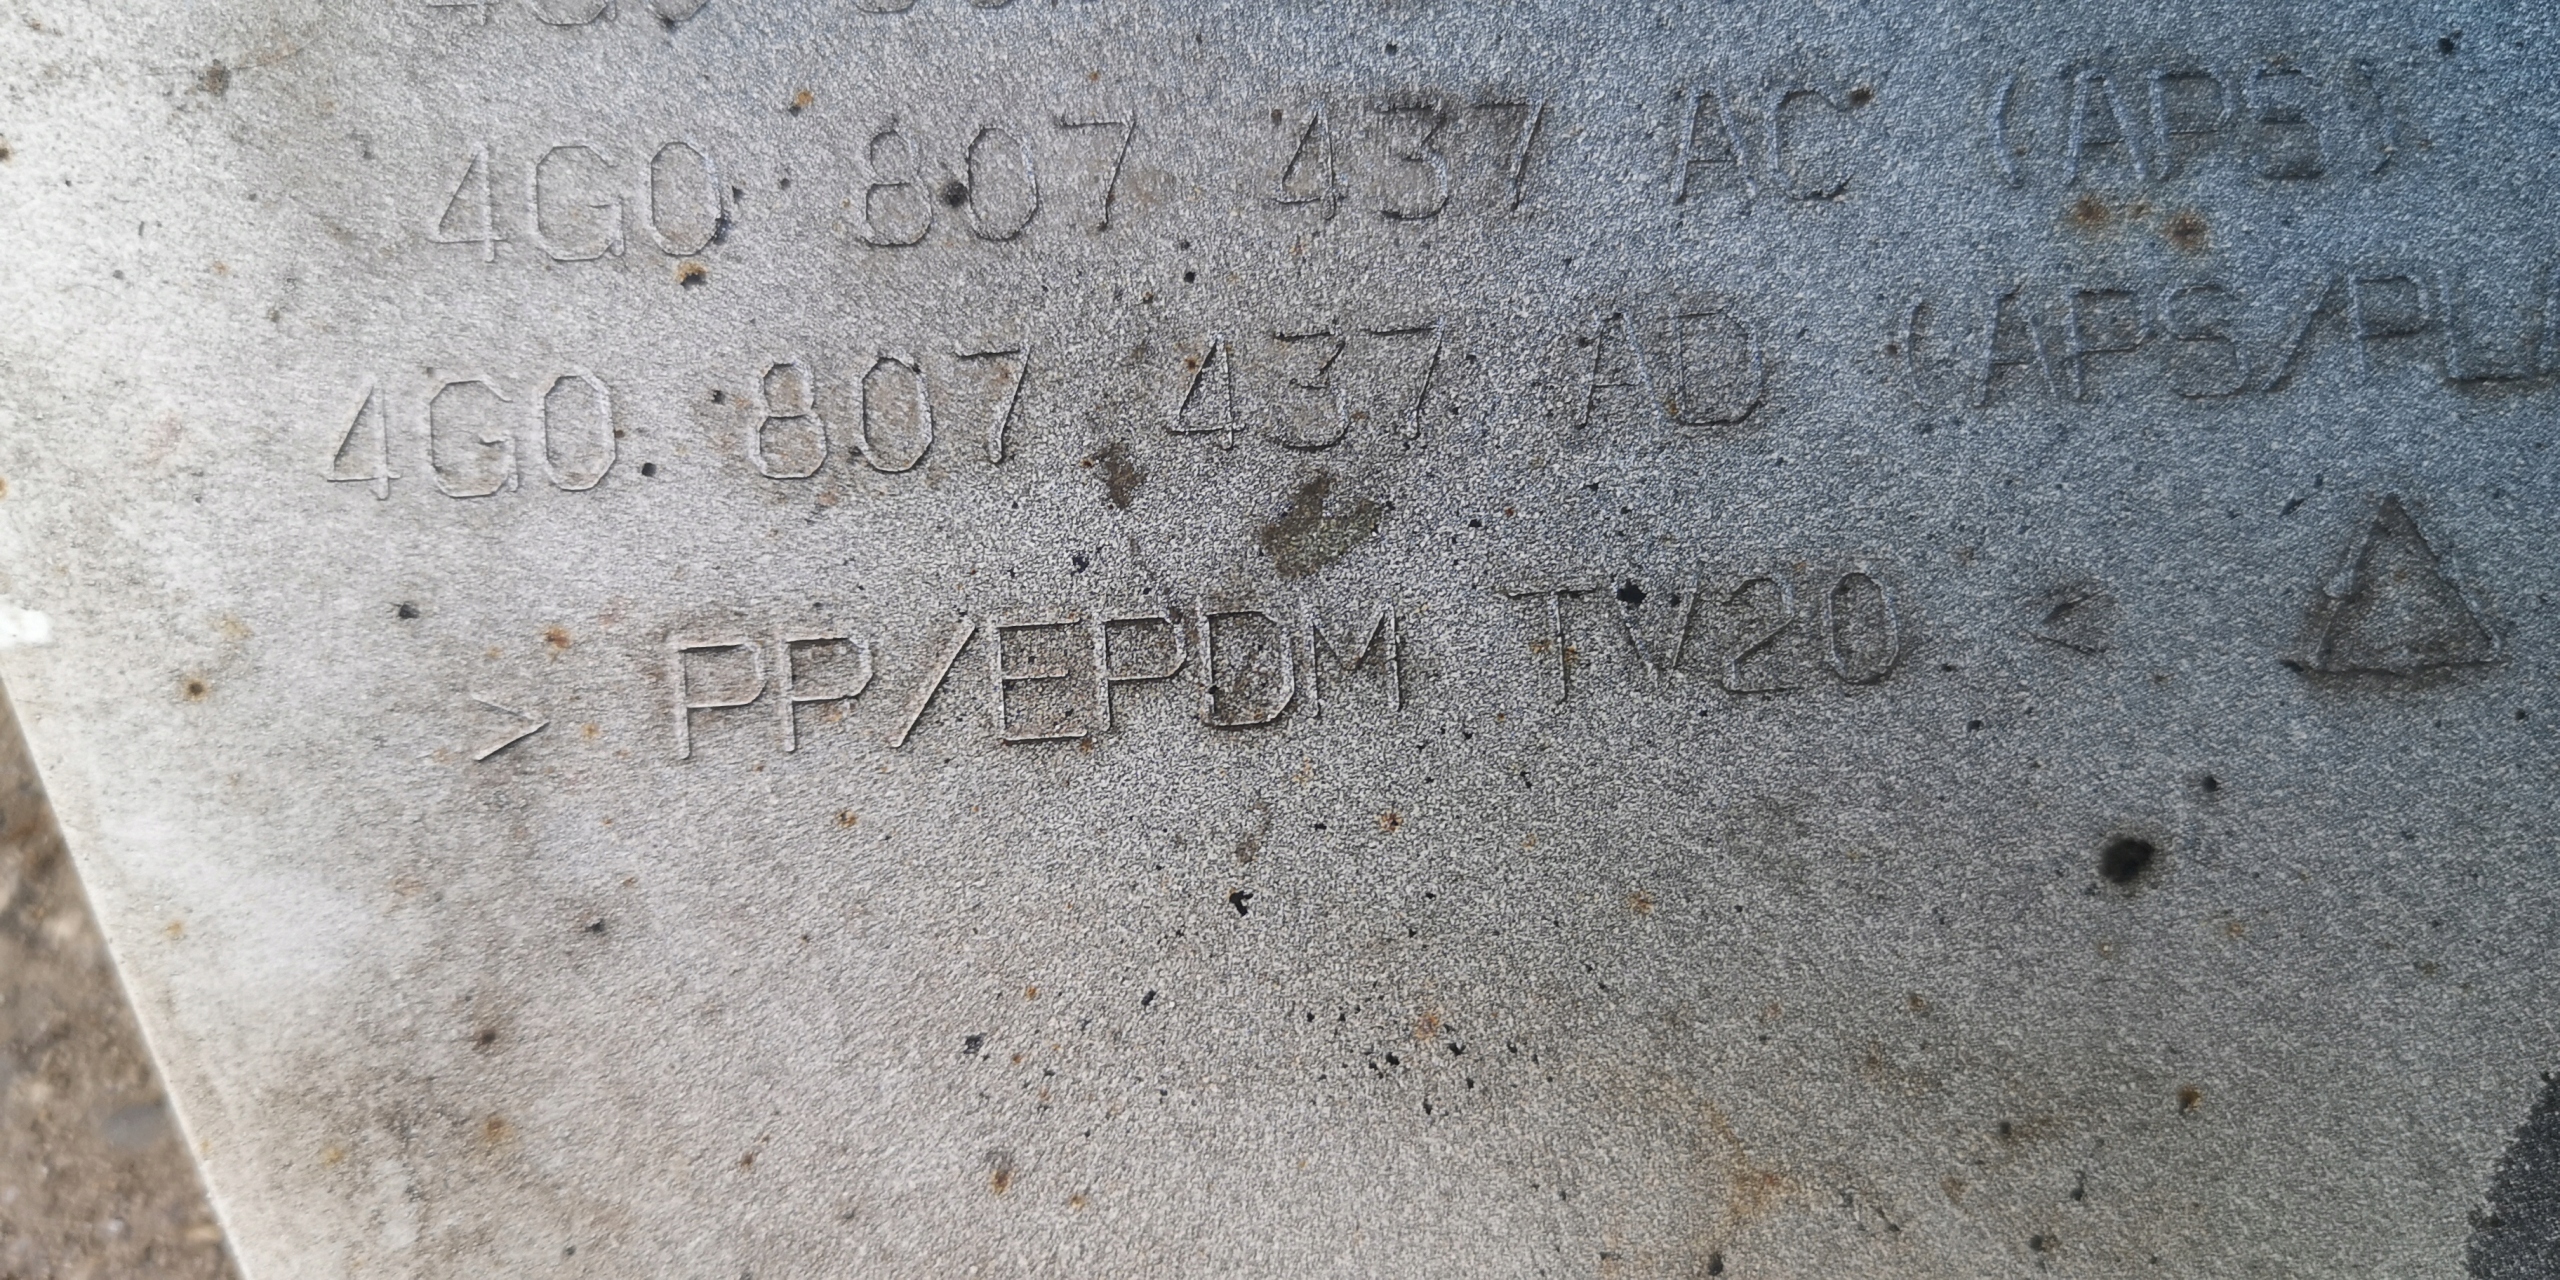 4G0 807 437 AC (APS)
4G0 807 437 AD (APS/PL
> PP/EPDM TV20 <